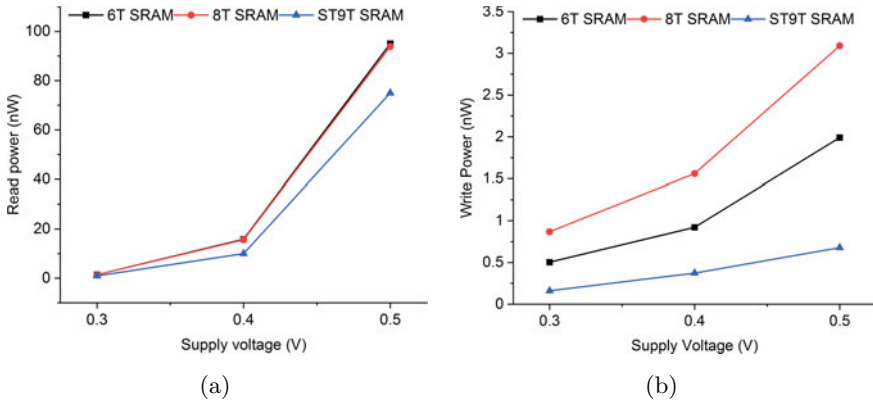 6T SRAM 8T SRAM ST9T SRAM
100
80
60
40
20
0
Read power (nW)
0.3 0.4 0.5
Supply voltage (V)
(a)
6T SRAM 8T SRAM ST9T SRAM
3.5
3
2.5
2
1.5
1
0.5
0
Write Power (nW)
0.3 0.4 0.5
Supply Voltage (V)
(b)